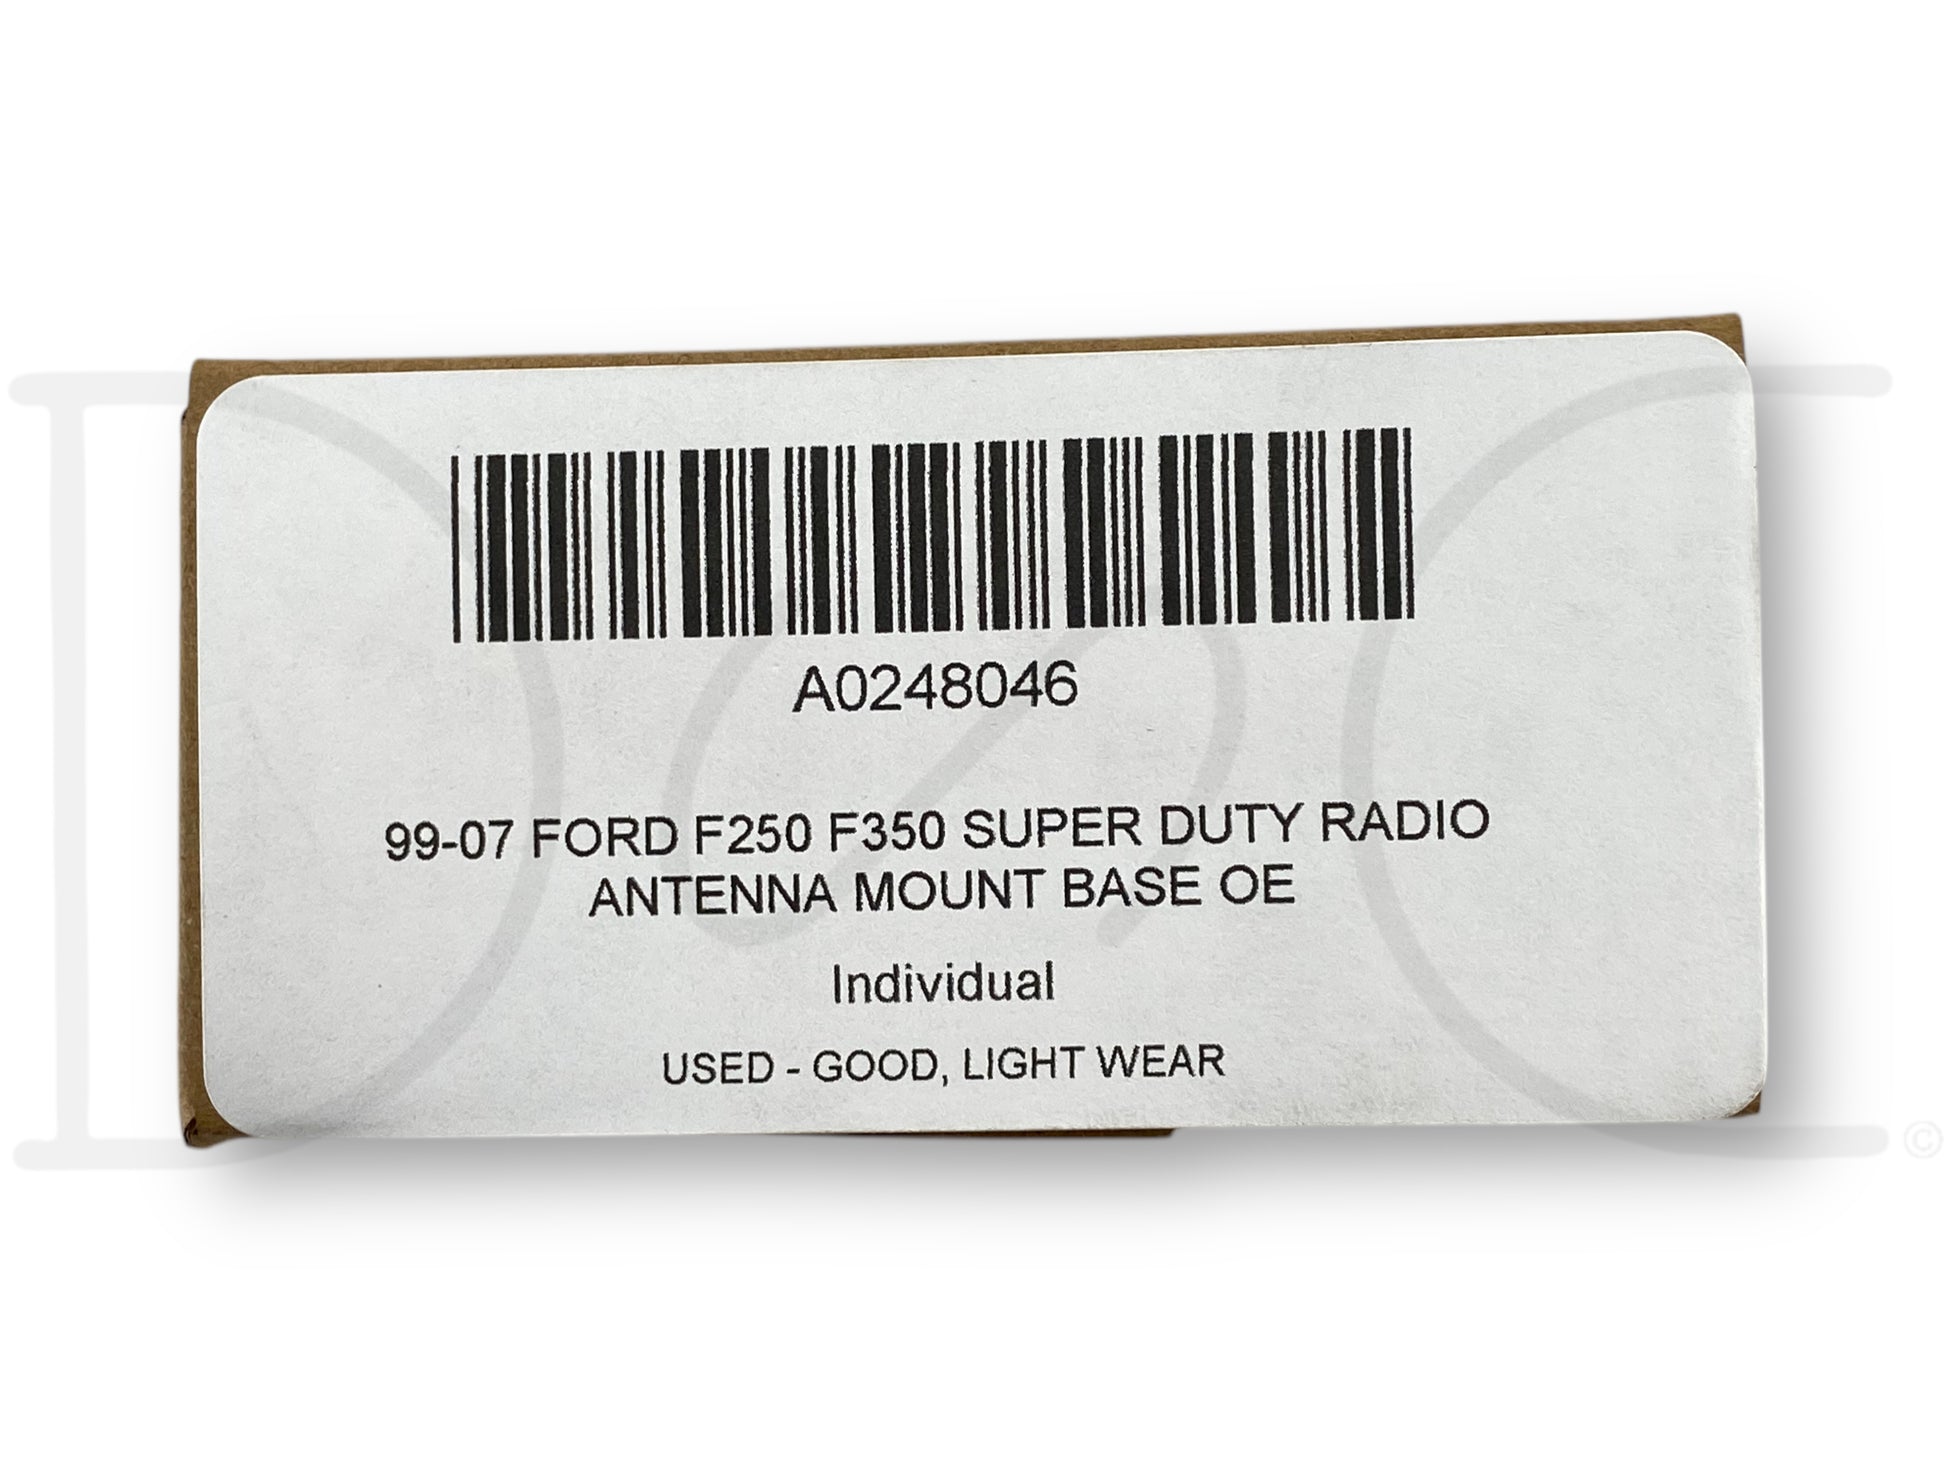 A0248046
99-07 FORD F250 F350 SUPER DUTY RADIO
ANTENNA MOUNT BASE OE
Individual
USED - GOOD, LIGHT WEAR
©